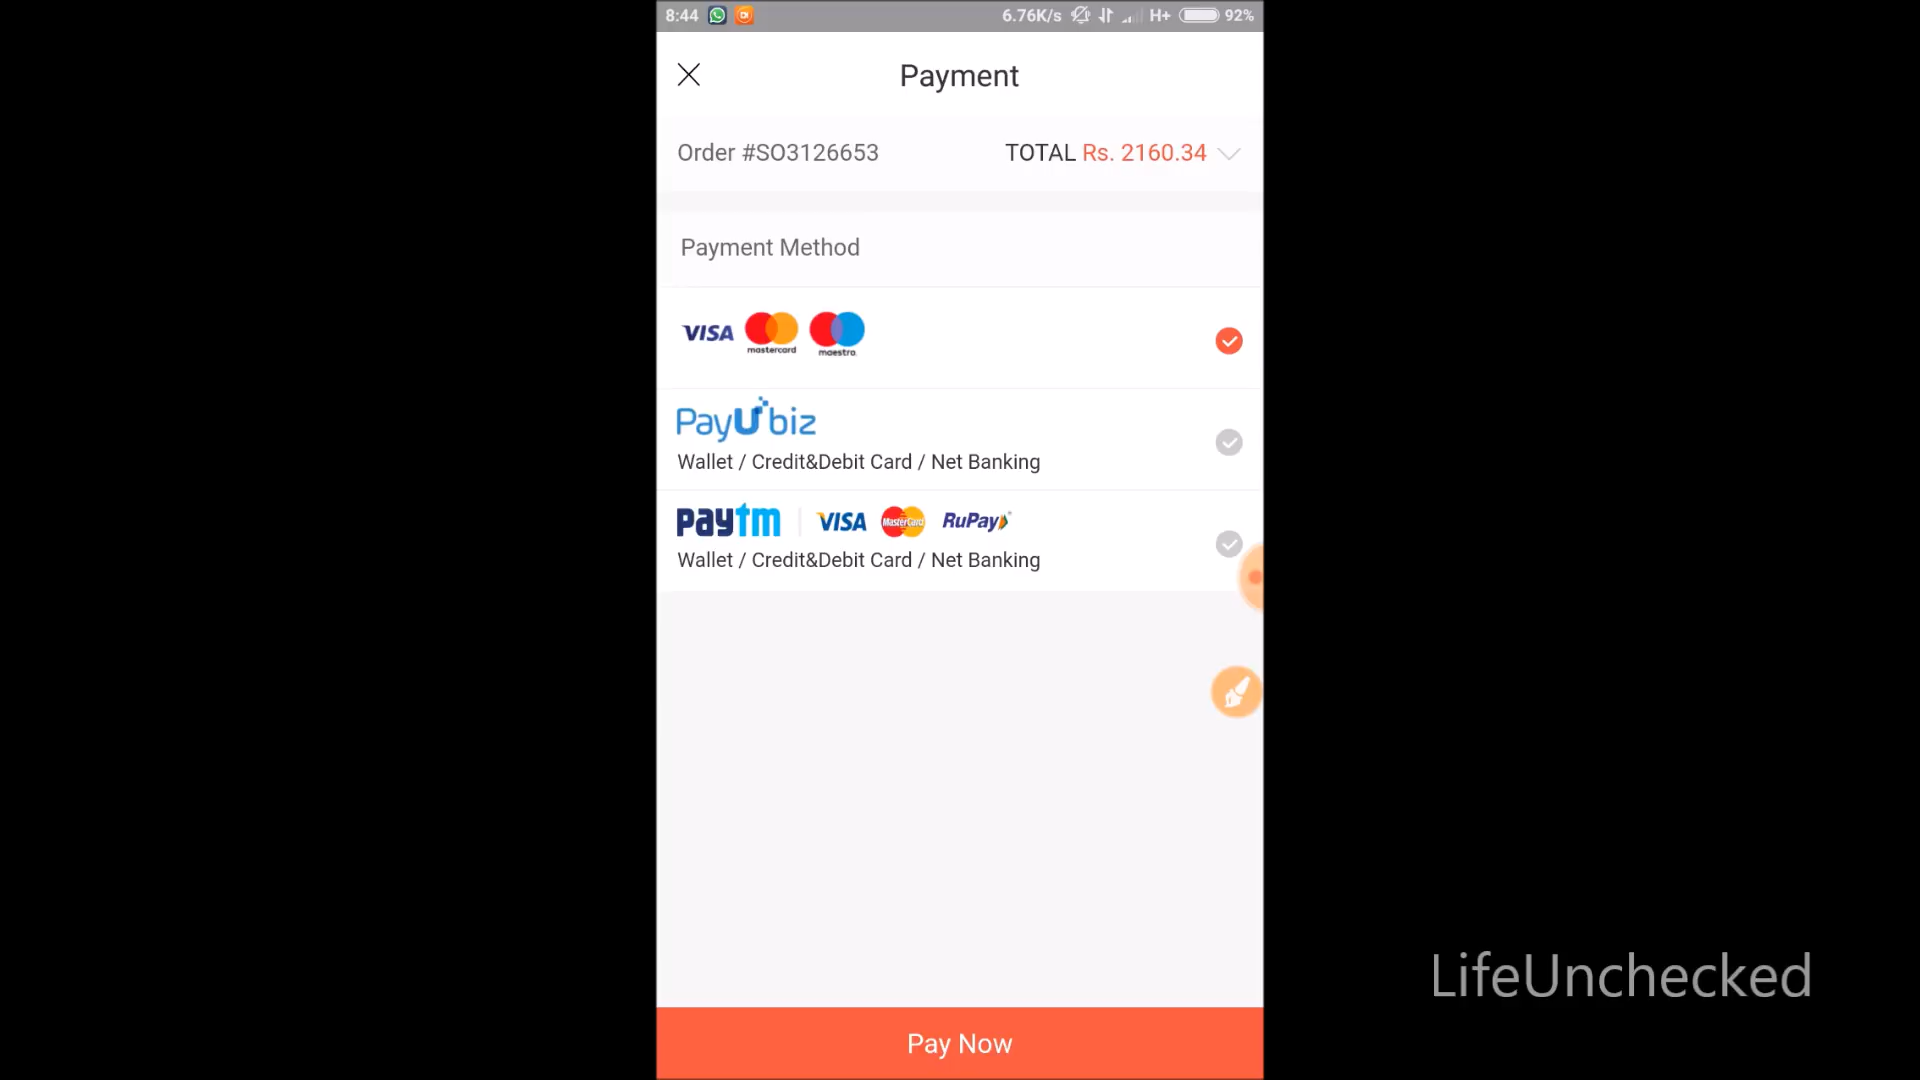 8:44 6.76K/s H+ 92%
Payment
Order #SO3126653 TOTAL Rs. 2160.34
Payment Method
VISA mastercard maestro
PayUbiz
Wallet / Credit&Debit Card / Net Banking
paytm VISA MasterCard RuPay
Wallet / Credit&Debit Card / Net Banking
LifeUnchecked
Pay Now